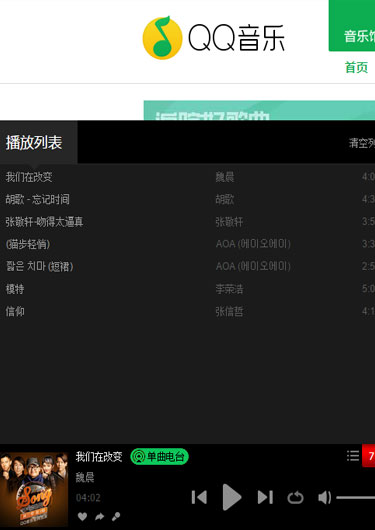 QQ音乐
音乐馆
首页
播放列表
清空列
我们在改变 魏晨 4:0
胡歌 - 忘记时间 胡歌 4:3
张敬轩-吻得太逼真 张敬轩 3:5
(猫步轻俏) AOA (에이오에이) 3:3
짧은 치마 (短裙) AOA (에이오에이) 2:5
模特 李荣浩 5:0
信仰 张信哲 4:1
我们在改变 单曲电台
魏晨
04:02
7
Song